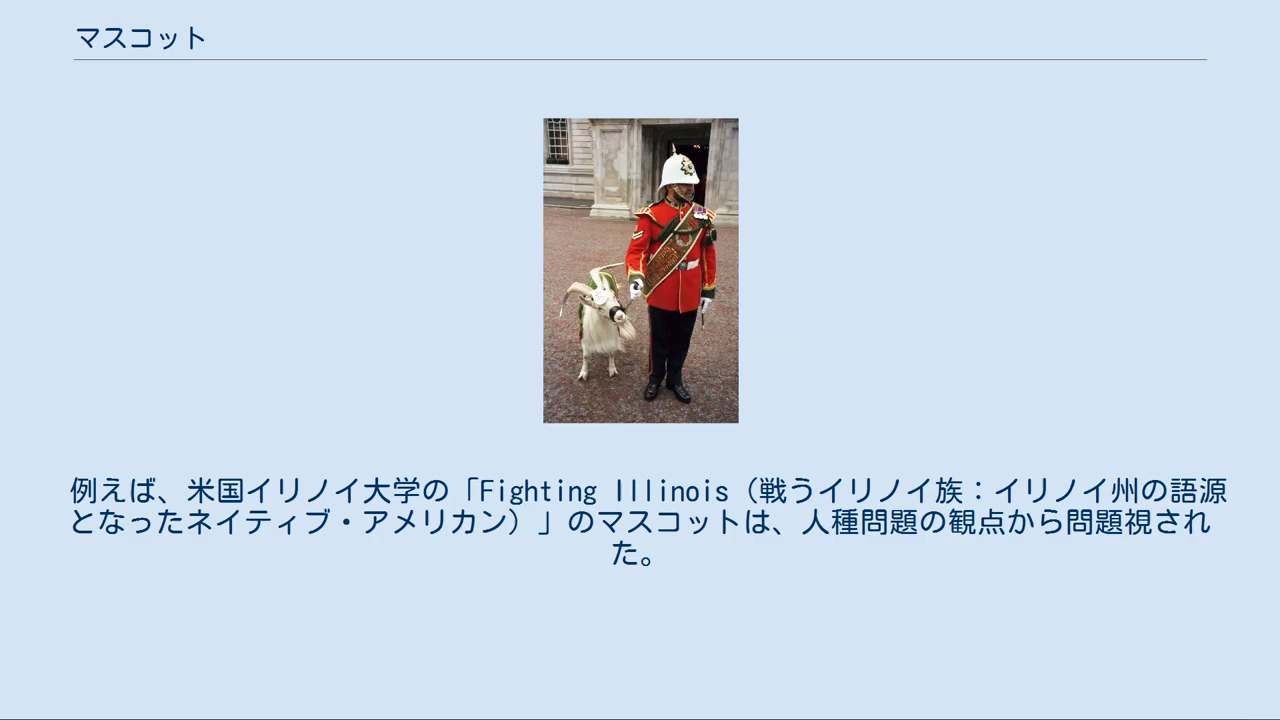 マスコット
例えば、米国イリノイ大学の「Fighting Illinois（戦うイリノイ族：イリノイ州の語源
となったネイティブ・アメリカン）」のマスコットは、人種問題の観点から問題視され
た。